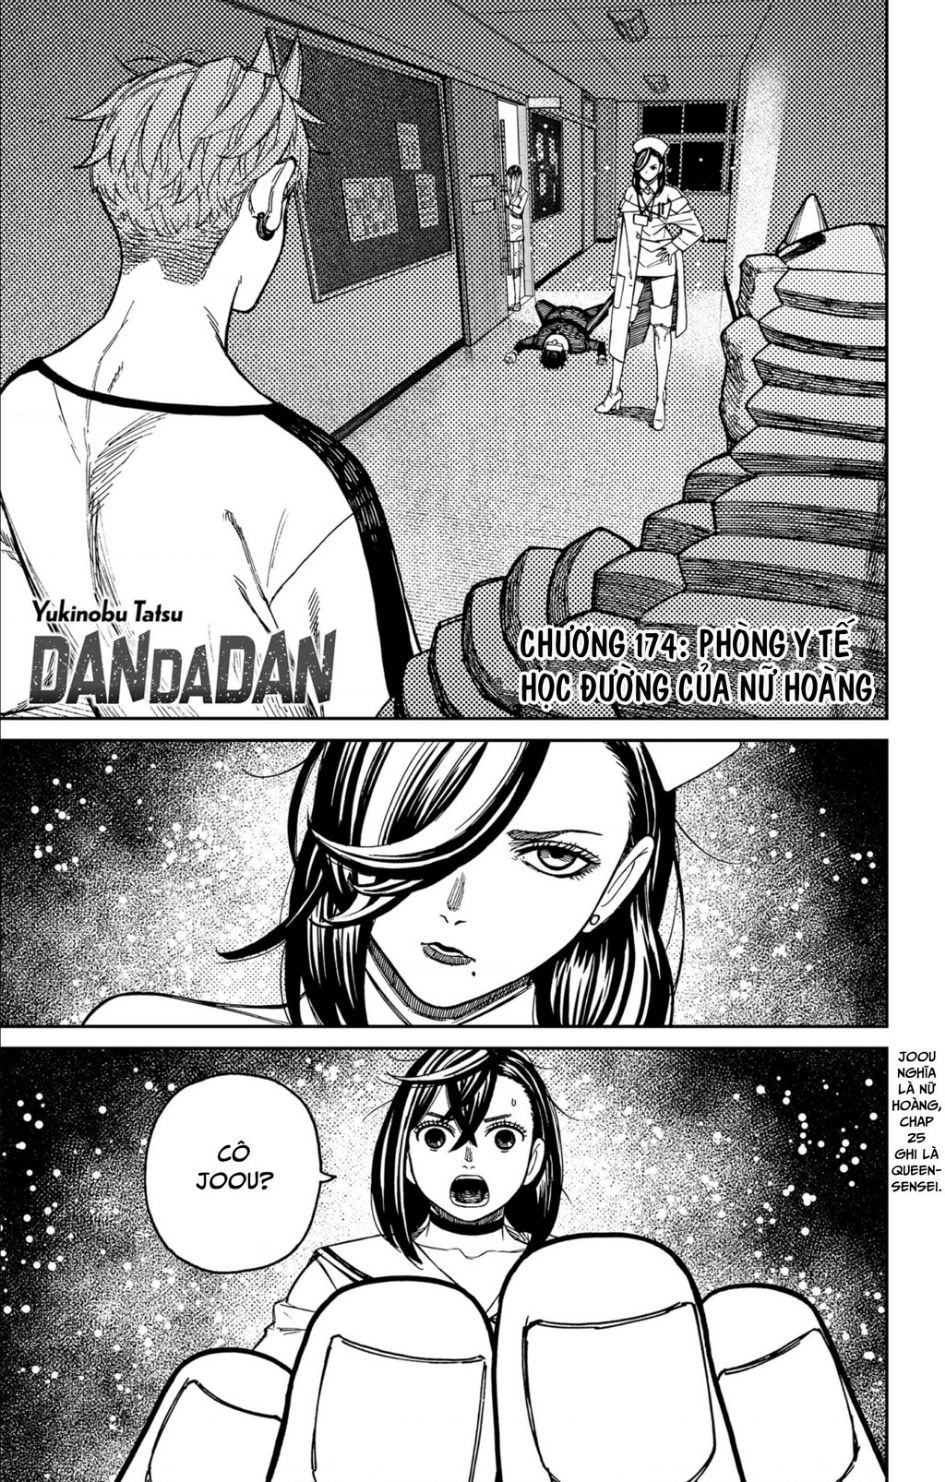 Yukinobu Tatsu
DANDADAN
CHƯƠNG 174: PHÒNG Y TẾ
HỌC ĐƯỜNG CỦA NỮ HOÀNG
CÔ
JOOU?
JOOU
NGHĨA
LÀ NỮ
HOÀNG,
CHAP
25
GHI LÀ
QUEEN-
SENSEI.